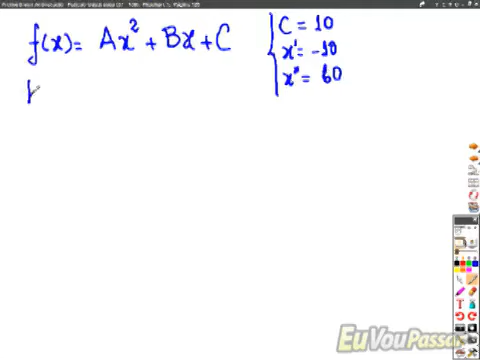 f(x) = Ax² + Bx + C
C = 10
x' = -10
x" = 60
EuVouPassar